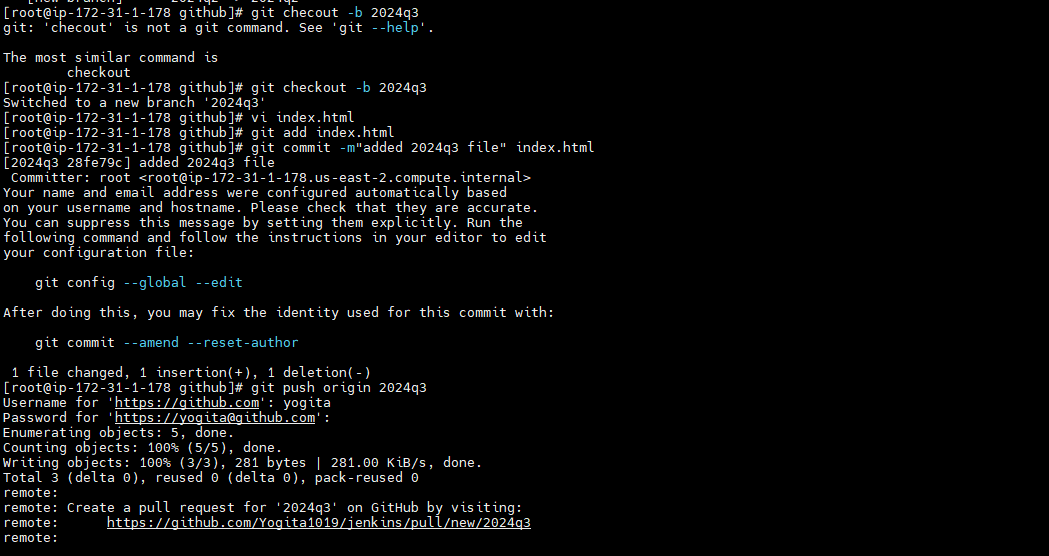 [root@ip-172-31-1-178 github]# git checout -b 2024q3
git: 'checout' is not a git command. See 'git --help'.
The most similar command is
checkout
[root@ip-172-31-1-178 github]# git checkout -b 2024q3
Switched to a new branch '2024q3'
[root@ip-172-31-1-178 github]# vi index.html
[root@ip-172-31-1-178 github]# git add index.html
[root@ip-172-31-1-178 github]# git commit -m"added 2024q3 file" index.html
[2024q3 28fe79c] added 2024q3 file
Committer: root <root@ip-172-31-1-178.us-east-2.compute.internal>
Your name and email address were configured automatically based
on your username and hostname. Please check that they are accurate.
You can suppress this message by setting them explicitly. Run the
following command and follow the instructions in your editor to edit
your configuration file:
git config --global --edit
After doing this, you may fix the identity used for this commit with:
git commit --amend --reset-author
1 file changed, 1 insertion(+), 1 deletion(-)
[root@ip-172-31-1-178 github]# git push origin 2024q3
Username for 'https://github.com': yogita
Password for 'https://yogita@github.com':
Enumerating objects: 5, done.
Counting objects: 100% (5/5), done.
Writing objects: 100% (3/3), 281 bytes | 281.00 KiB/s, done.
Total 3 (delta 0), reused 0 (delta 0), pack-reused 0
remote:
remote: Create a pull request for '2024q3' on GitHub by visiting:
remote: https://github.com/Yogita1019/jenkins/pull/new/2024q3
remote: